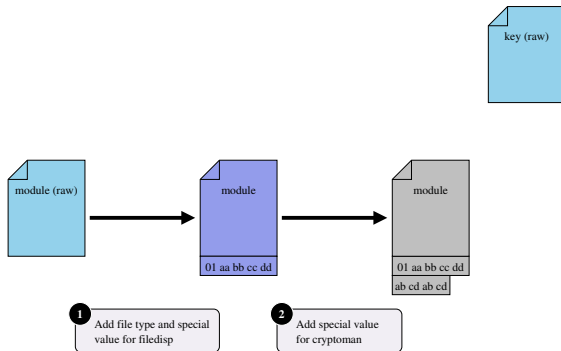 key (raw)
module (raw)
module
module
01 aa bb cc dd
01 aa bb cc dd
ab cd ab cd
1
Add file type and special
value for filedisp
2
Add special value
for cryptoman